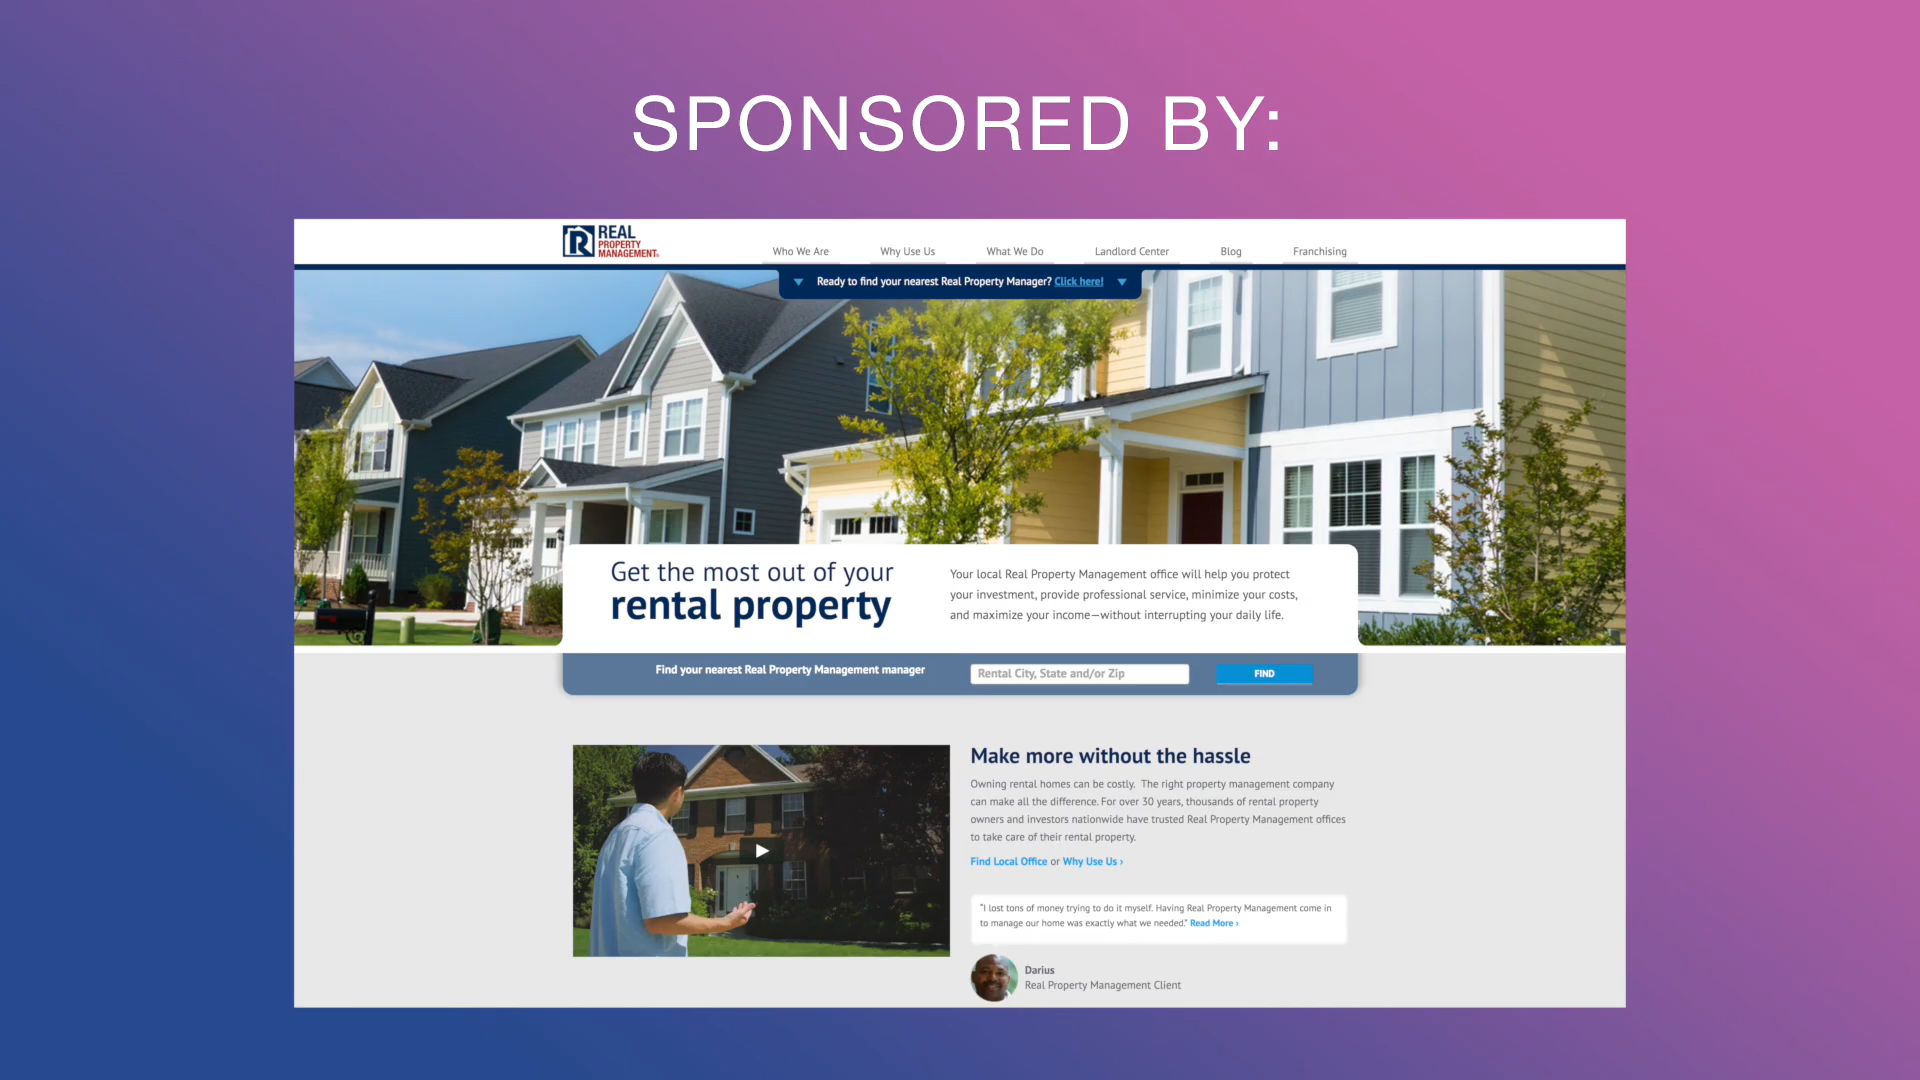 SPONSORED BY:
REAL
PROPERTY
MANAGEMENT®
Who We Are
Why Use Us
What We Do
Landlord Center
Blog
Franchising
Ready to find your nearest Real Property Manager? Click here!
Get the most out of your
rental property
Your local Real Property Management office will help you protect
your investment, provide professional service, minimize your costs,
and maximize your income—without interrupting your daily life.
Find your nearest Real Property Management manager
Rental City, State and/or Zip
FIND
Make more without the hassle
Owning rental homes can be costly. The right property management company
can make all the difference. For over 30 years, thousands of rental property
owners and investors nationwide have trusted Real Property Management offices
to take care of their rental property.
Find Local Office or Why Use Us ›
"I lost tons of money trying to do it myself. Having Real Property Management come in
to manage our home was exactly what we needed." Read More ›
Darius
Real Property Management Client